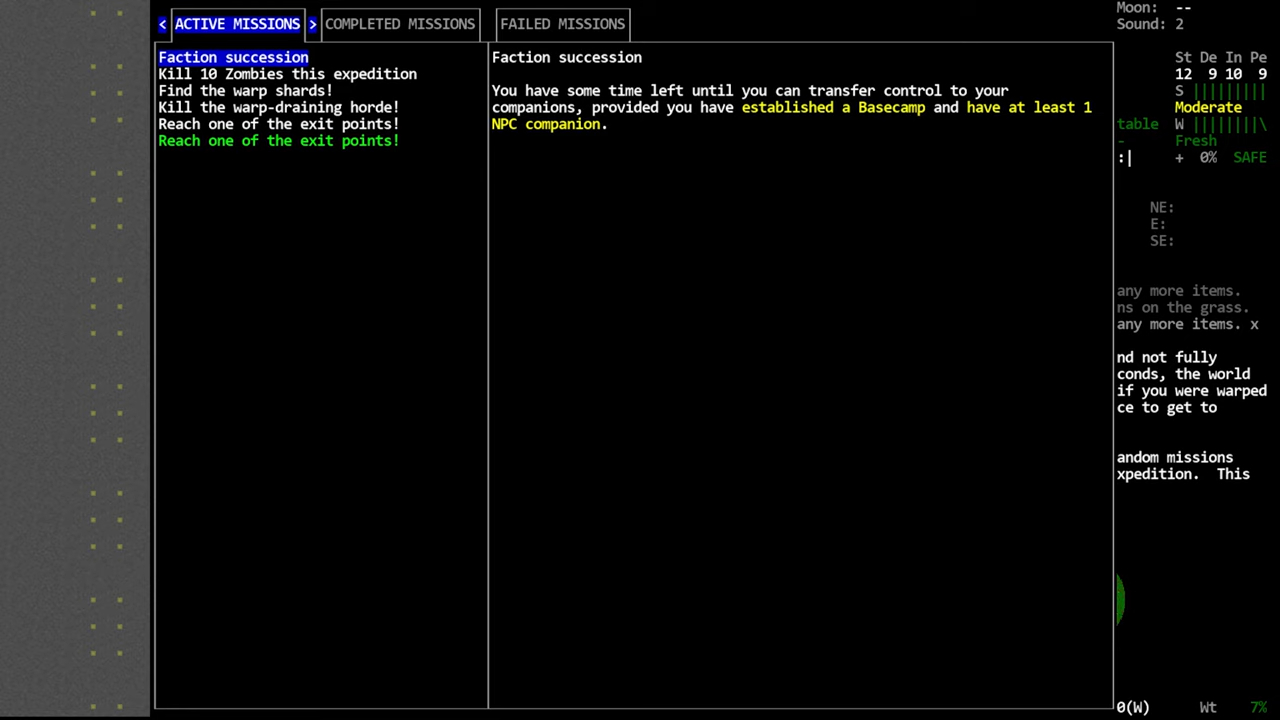 < ACTIVE MISSIONS > COMPLETED MISSIONS FAILED MISSIONS
Faction succession
Kill 10 Zombies this expedition
Find the warp shards!
Kill the warp-draining horde!
Reach one of the exit points!
Reach one of the exit points!
Faction succession
You have some time left until you can transfer control to your
companions, provided you have established a Basecamp and have at least 1
NPC companion.
Moon: --
Sound: 2
St De In Pe
12 9 10 9
S ||||||||
Moderate
table W ||||||||\
- Fresh
:| + 0% SAFE
NE:
E:
SE:
any more items.
ns on the grass.
any more items. x
nd not fully
conds, the world
if you were warped
ce to get to
andom missions
xpedition. This
0(W) Wt 7%